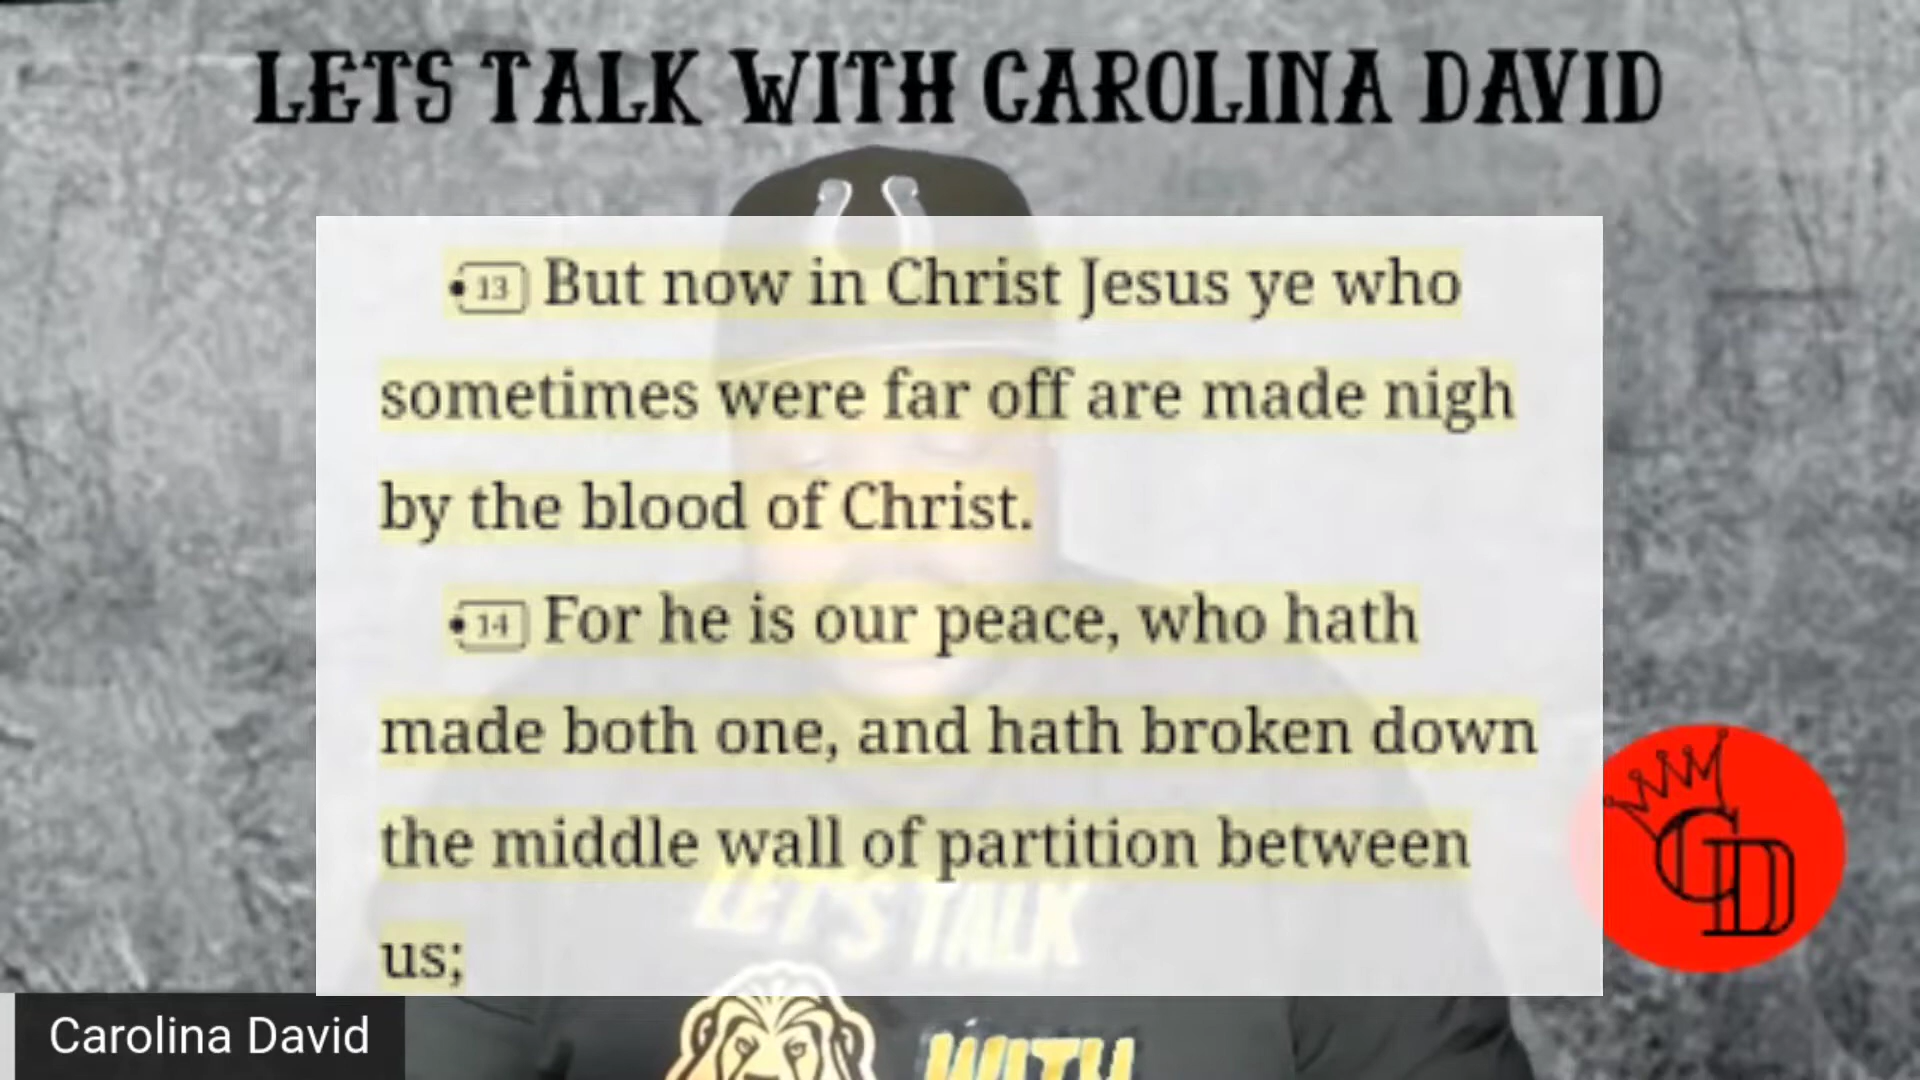 LETS TALK WITH CAROLINA DAVID
13 But now in Christ Jesus ye who
sometimes were far off are made nigh
by the blood of Christ.
14 For he is our peace, who hath
made both one, and hath broken down
the middle wall of partition between
us;
LET'S TALK
WITH
CD
Carolina David